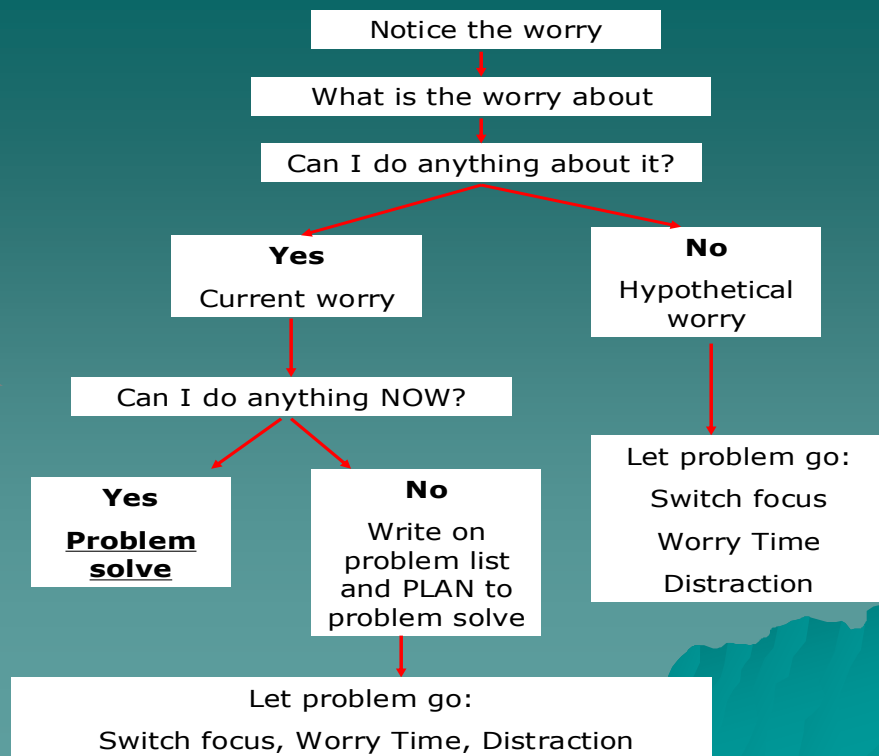 Notice the worry
What is the worry about
Can I do anything about it?
Yes
Current worry
No
Hypothetical
worry
Can I do anything NOW?
Yes
Problem
solve
No
Write on
problem list
and PLAN to
problem solve
Let problem go:
Switch focus
Worry Time
Distraction
Let problem go:
Switch focus, Worry Time, Distraction